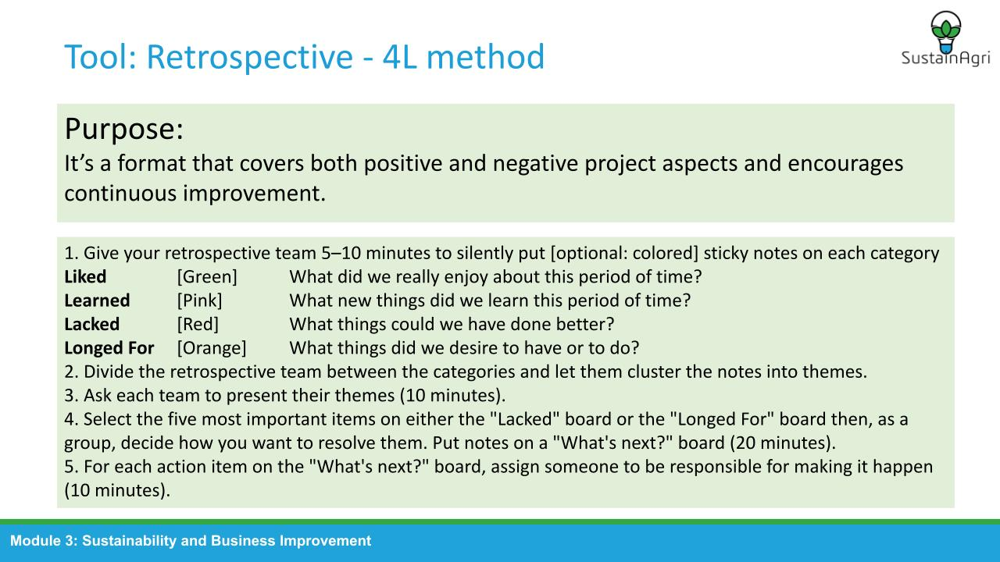 Tool: Retrospective - 4L method
SustainAgri
Purpose:
It’s a format that covers both positive and negative project aspects and encourages
continuous improvement.
1. Give your retrospective team 5–10 minutes to silently put [optional: colored] sticky notes on each category
Liked [Green] What did we really enjoy about this period of time?
Learned [Pink] What new things did we learn this period of time?
Lacked [Red] What things could we have done better?
Longed For [Orange] What things did we desire to have or to do?
2. Divide the retrospective team between the categories and let them cluster the notes into themes.
3. Ask each team to present their themes (10 minutes).
4. Select the five most important items on either the "Lacked" board or the "Longed For" board then, as a
group, decide how you want to resolve them. Put notes on a "What's next?" board (20 minutes).
5. For each action item on the "What's next?" board, assign someone to be responsible for making it happen
(10 minutes).
Module 3: Sustainability and Business Improvement